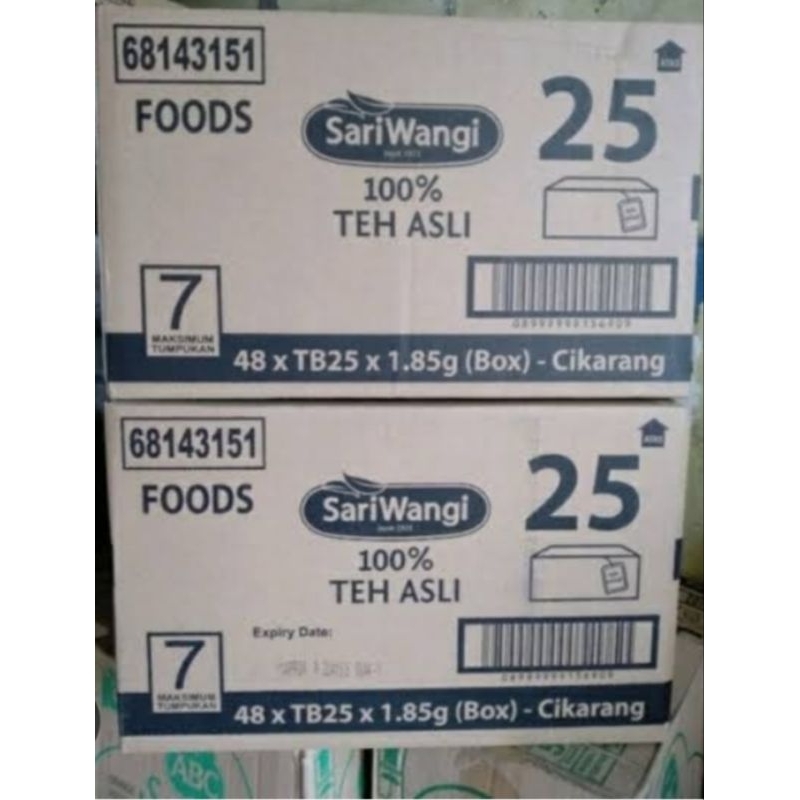 68143151
FOODS
SariWangi
25
100%
TEH ASLI
7
MAKSIMUM
TUMPUKAN
48 x TB25 x 1.85g (Box) - Cikarang
68143151
FOODS
SariWangi
25
100%
TEH ASLI
Expiry Date:
7
MAKSIMUM
TUMPUKAN
48 x TB25 x 1.85g (Box) - Cikarang
ABC